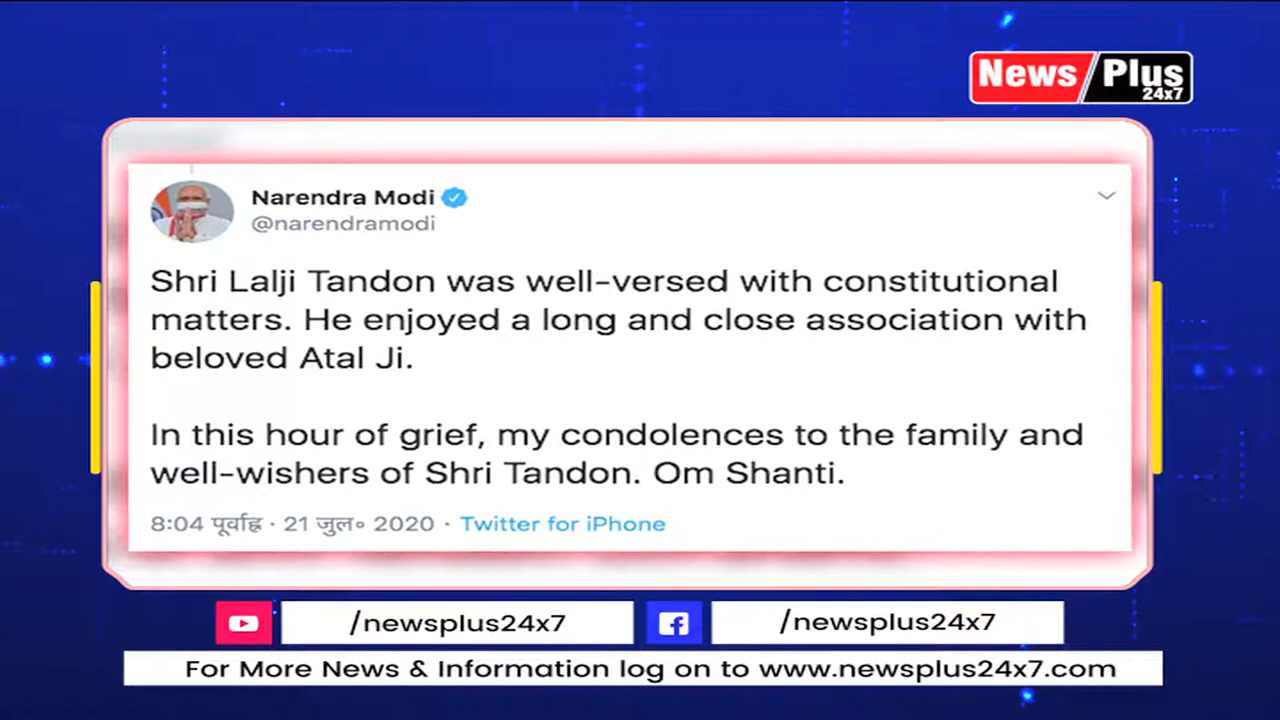 News Plus
24x7
Narendra Modi
@narendramodi
Shri Lalji Tandon was well-versed with constitutional
matters. He enjoyed a long and close association with
beloved Atal Ji.
In this hour of grief, my condolences to the family and
well-wishers of Shri Tandon. Om Shanti.
8:04 पूर्वाह्न · 21 जुल॰ 2020 · Twitter for iPhone
/newsplus24x7 /newsplus24x7
For More News & Information log on to www.newsplus24x7.com